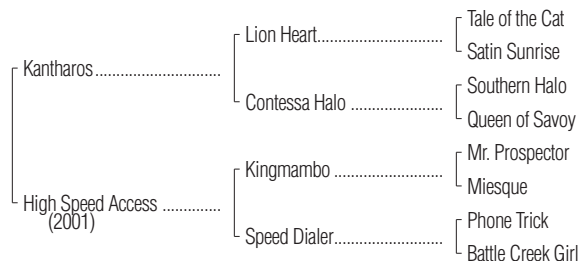 Tale of the Cat
Lion Heart
Satin Sunrise
Kantharos
Southern Halo
Contessa Halo
Queen of Savoy
Mr. Prospector
Kingmambo
Miesque
High Speed Access
(2001)
Phone Trick
Speed Dialer
Battle Creek Girl